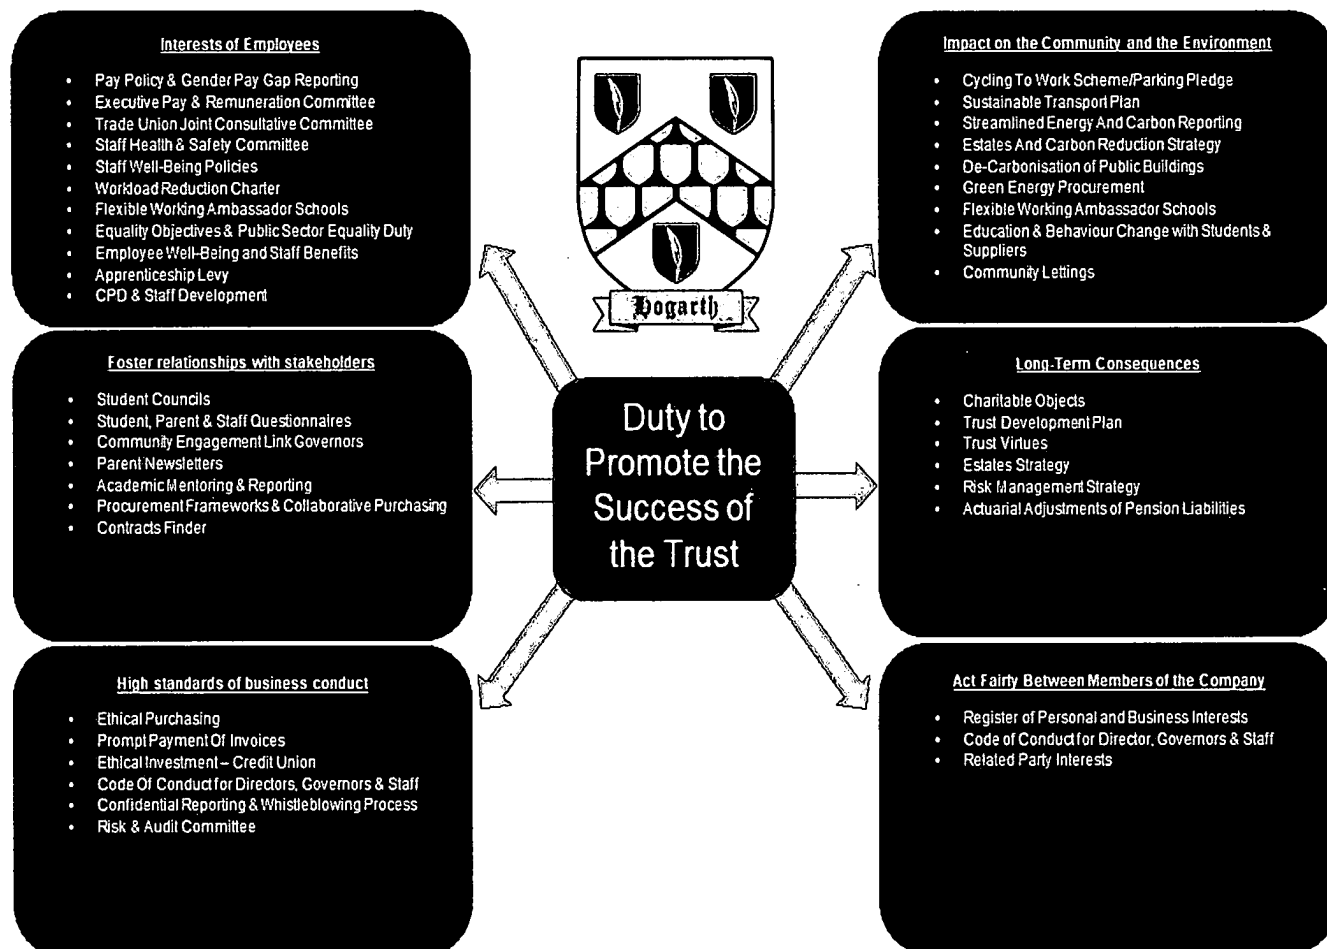 Interests of Employees
• Pay Policy & Gender Pay Gap Reporting
• Executive Pay & Remuneration Committee
• Trade Union Joint Consultative Committee
• Staff Health & Safety Committee
• Staff Well-Being Policies
• Workload Reduction Charter
• Flexible Working Ambassador Schools
• Equality Objectives & Public Sector Equality Duty
• Employee Well-Being and Staff Benefits
• Apprenticeship Levy
• CPD & Staff Development
Foster relationships with stakeholders
• Student Councils
• Student, Parent & Staff Questionnaires
• Community Engagement Link Governors
• Parent Newsletters
• Academic Mentoring & Reporting
• Procurement Frameworks & Collaborative Purchasing
• Contracts Finder
High standards of business conduct
• Ethical Purchasing
• Prompt Payment Of Invoices
• Ethical Investment – Credit Union
• Code Of Conduct for Directors, Governors & Staff
• Confidential Reporting & Whistleblowing Process
• Risk & Audit Committee
Hogarth
Duty to
Promote the
Success of
the Trust
Impact on the Community and the Environment
• Cycling To Work Scheme/Parking Pledge
• Sustainable Transport Plan
• Streamlined Energy And Carbon Reporting
• Estates And Carbon Reduction Strategy
• De-Carbonisation of Public Buildings
• Green Energy Procurement
• Flexible Working Ambassador Schools
• Education & Behaviour Change with Students &
Suppliers
• Community Lettings
Long-Term Consequences
• Charitable Objects
• Trust Development Plan
• Trust Virtues
• Estates Strategy
• Risk Management Strategy
• Actuarial Adjustments of Pension Liabilities
Act Fairly Between Members of the Company
• Register of Personal and Business Interests
• Code of Conduct for Director, Governors & Staff
• Related Party Interests